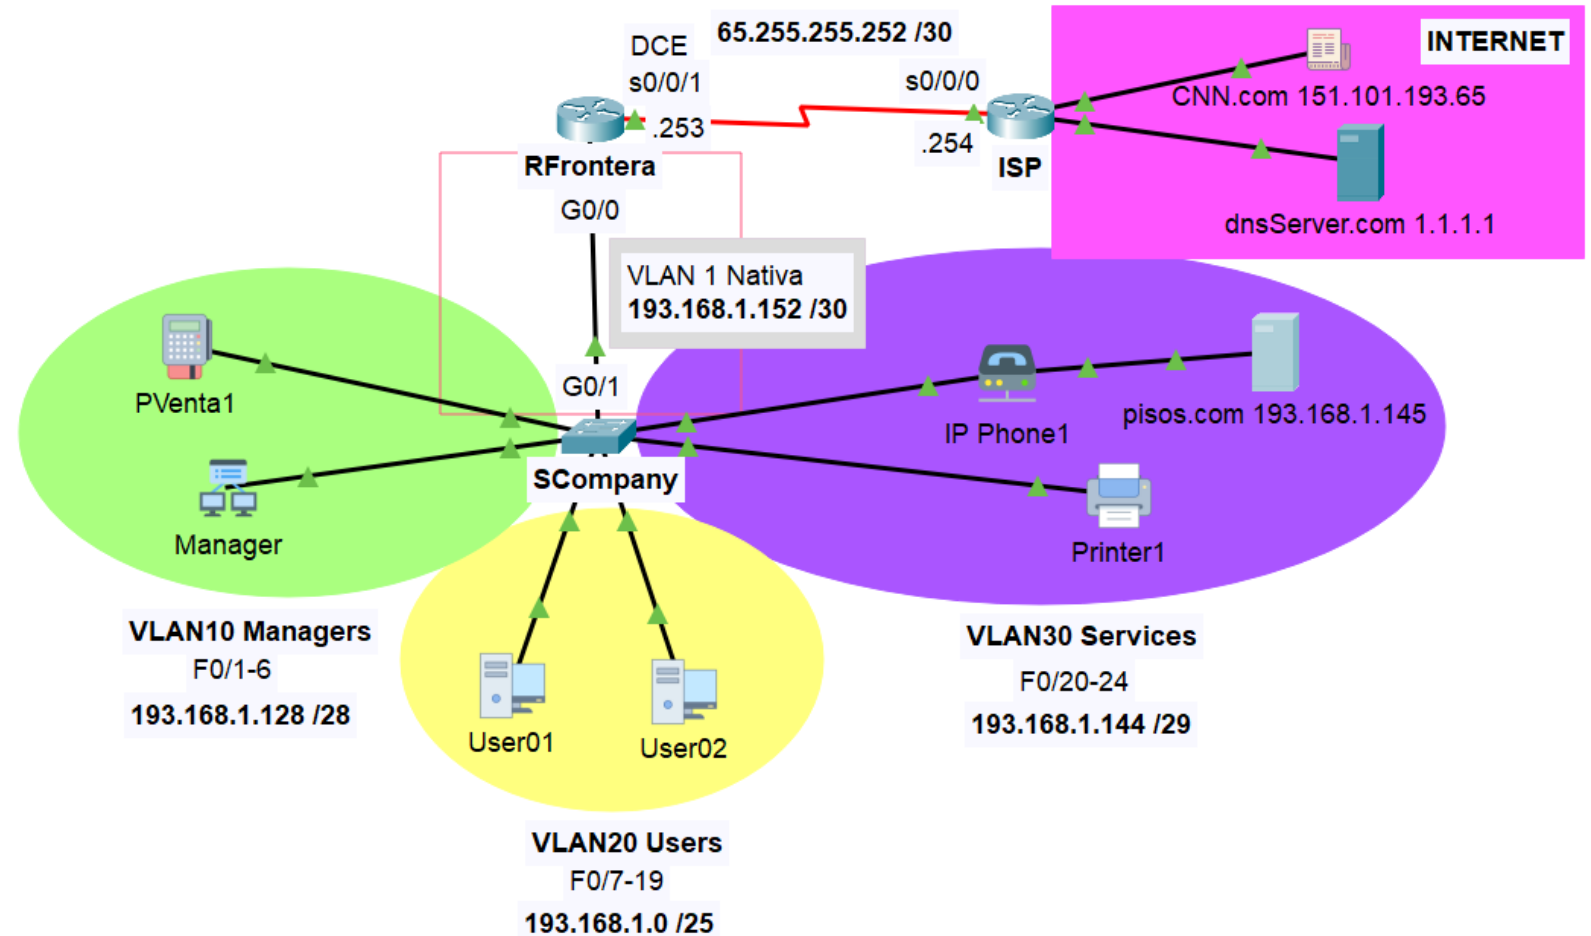 65.255.255.252 /30
DCE
s0/0/1
.253
RFrontera
G0/0
s0/0/0
.254
ISP
INTERNET
CNN.com 151.101.193.65
dnsServer.com 1.1.1.1
VLAN 1 Nativa
193.168.1.152 /30
G0/1
SCompany
PVenta1
Manager
VLAN10 Managers
F0/1-6
193.168.1.128 /28
User01
User02
VLAN20 Users
F0/7-19
193.168.1.0 /25
IP Phone1
pisos.com 193.168.1.145
Printer1
VLAN30 Services
F0/20-24
193.168.1.144 /29